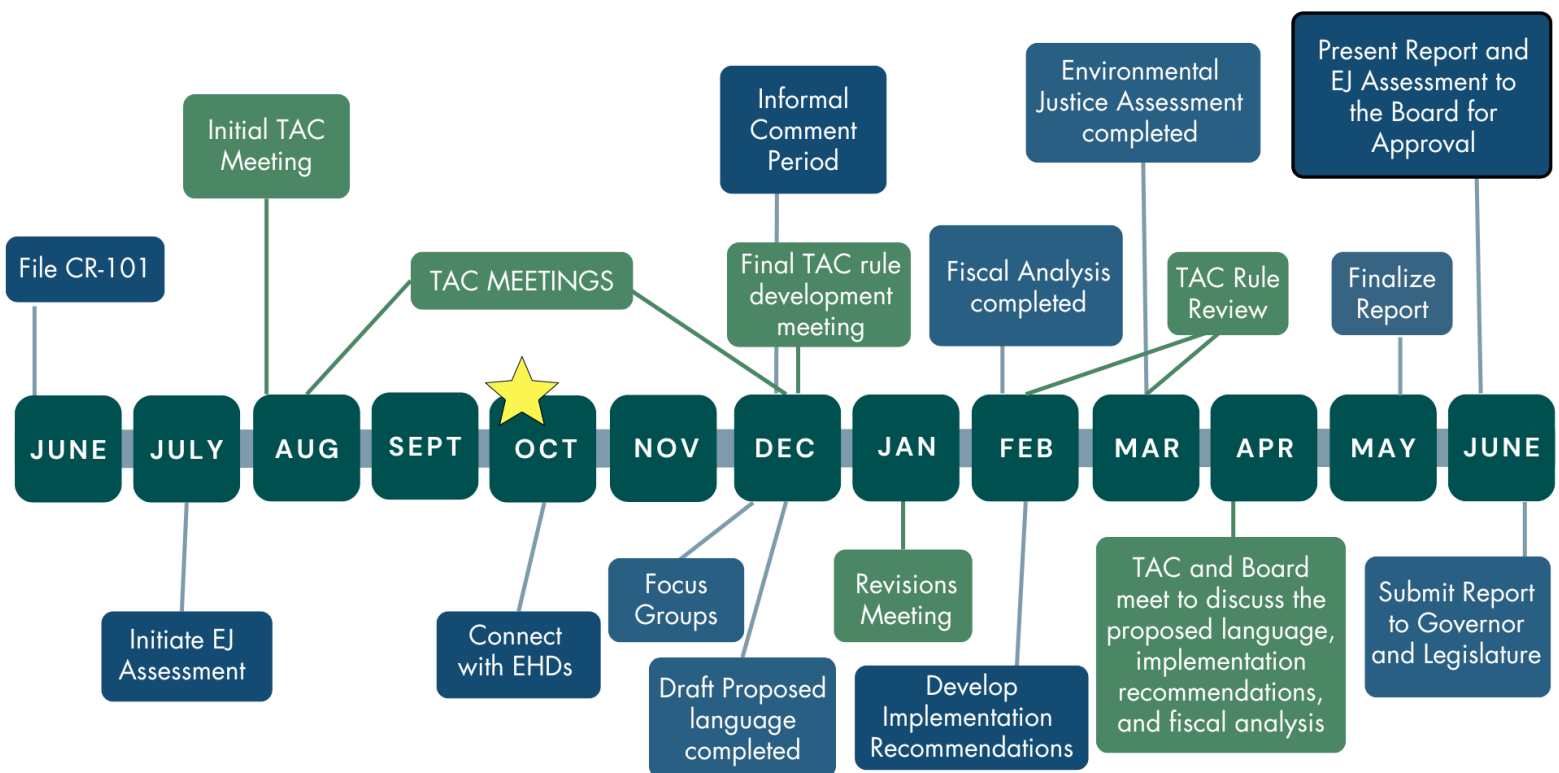 Present Report and
EJ Assessment to
the Board for
Approval
Environmental
Justice Assessment
completed
Informal
Comment
Period
Initial TAC
Meeting
File CR-101
TAC MEETINGS
Final TAC rule
development
meeting
Fiscal Analysis
completed
TAC Rule
Review
Finalize
Report
JUNE
JULY
AUG
SEPT
OCT
NOV
DEC
JAN
FEB
MAR
APR
MAY
JUNE
Initiate EJ
Assessment
Connect
with EHDs
Focus
Groups
Draft Proposed
language
completed
Revisions
Meeting
Develop
Implementation
Recommendations
TAC and Board
meet to discuss the
proposed language,
implementation
recommendations,
and fiscal analysis
Submit Report
to Governor
and Legislature